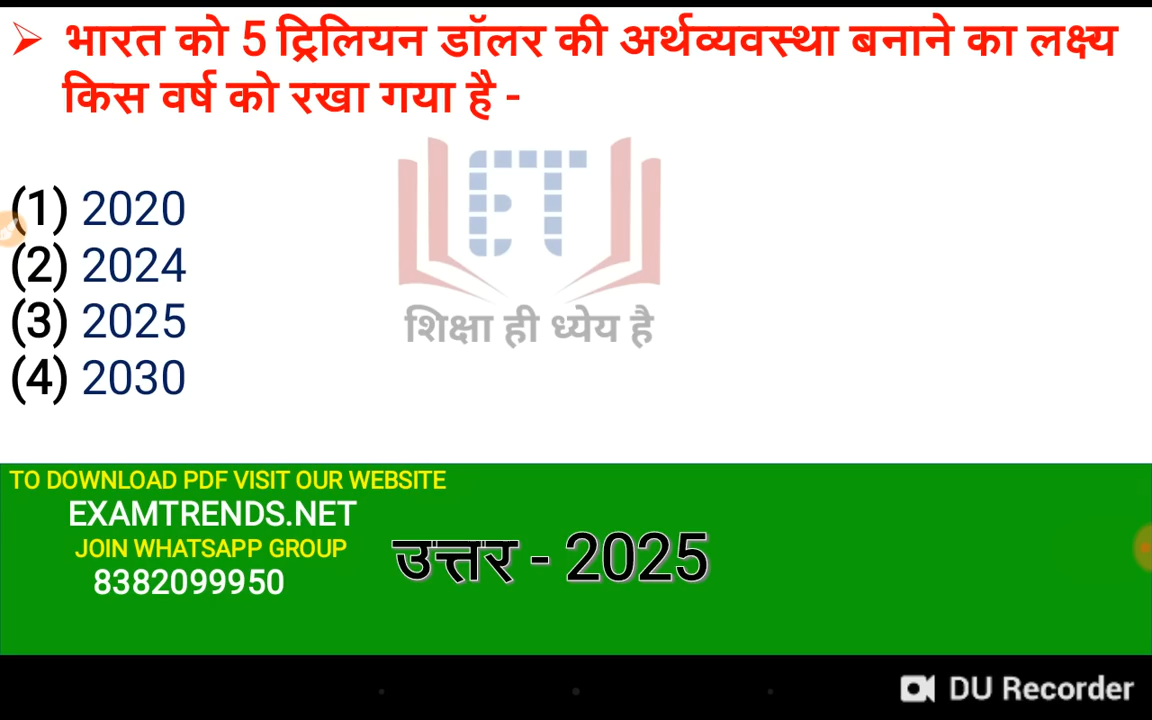 ➢ भारत को 5 ट्रिलियन डॉलर की अर्थव्यवस्था बनाने का लक्ष्य
किस वर्ष को रखा गया है -
ET
शिक्षा ही ध्येय है
(1) 2020
(2) 2024
(3) 2025
(4) 2030
TO DOWNLOAD PDF VISIT OUR WEBSITE
EXAMTRENDS.NET
JOIN WHATSAPP GROUP
8382099950
उत्तर - 2025
DU Recorder